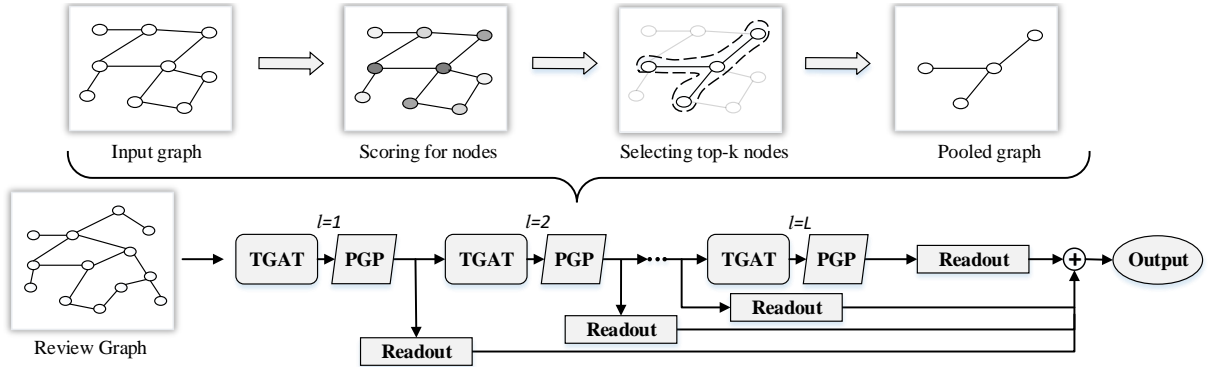 Input graph
Scoring for nodes
Selecting top-k nodes
Pooled graph
l=1
l=2
l=L
TGAT
PGP
TGAT
PGP
TGAT
PGP
Readout
+
Output
Readout
Readout
Readout
Review Graph